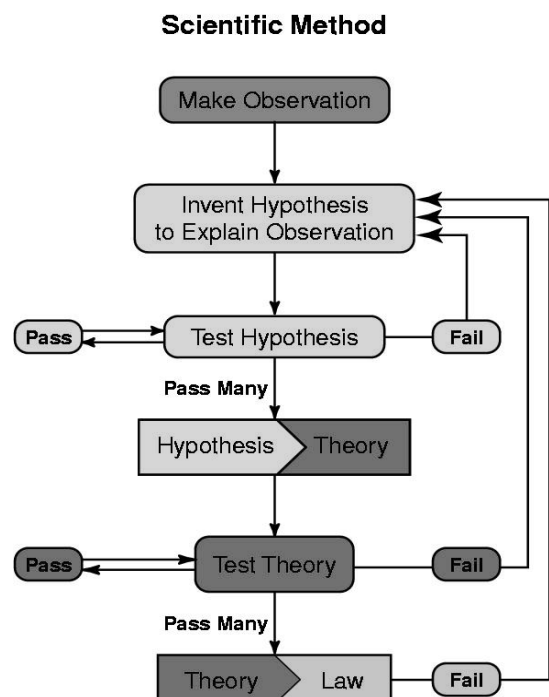 Scientific Method
Make Observation
Invent Hypothesis
to Explain Observation
Pass
Test Hypothesis
Fail
Pass Many
Hypothesis
Theory
Pass
Test Theory
Fail
Pass Many
Theory
Law
Fail